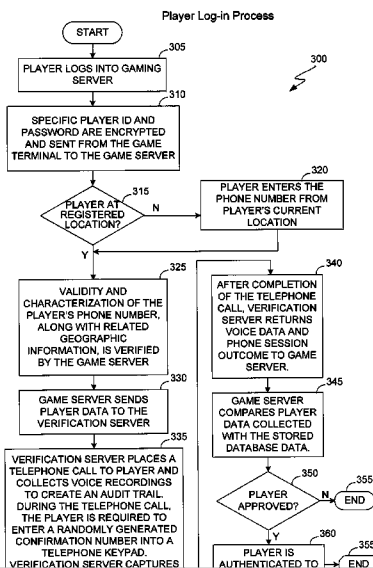 Player Log-in Process
START
305
PLAYER LOGS INTO GAMING
SERVER
300
310
SPECIFIC PLAYER ID AND
PASSWORD ARE ENCRYPTED
AND SENT FROM THE GAME
TERMINAL TO THE GAME SERVER
315
PLAYER AT
REGISTERED
LOCATION?
N
Y
320
PLAYER ENTERS THE
PHONE NUMBER FROM
PLAYER'S CURRENT
LOCATION
325
VALIDITY AND
CHARACTERIZATION OF THE
PLAYER'S PHONE NUMBER,
ALONG WITH RELATED
GEOGRAPHIC
INFORMATION, IS VERIFIED
BY THE GAME SERVER
330
GAME SERVER SENDS
PLAYER DATA TO THE
VERIFICATION SERVER
335
VERIFICATION SERVER PLACES A
TELEPHONE CALL TO PLAYER AND
COLLECTS VOICE RECORDINGS
TO CREATE AN AUDIT TRAIL.
DURING THE TELEPHONE CALL,
THE PLAYER IS REQUIRED TO
ENTER A RANDOMLY GENERATED
CONFIRMATION NUMBER INTO A
TELEPHONE KEYPAD.
VERIFICATION SERVER CAPTURES
340
AFTER COMPLETION
OF THE TELEPHONE
CALL, VERIFICATION
SERVER RETURNS
VOICE DATA AND
PHONE SESSION
OUTCOME TO GAME
SERVER.
345
GAME SERVER
COMPARES PLAYER
DATA COLLECTED
WITH THE STORED
DATABASE DATA.
350
PLAYER
APPROVED?
N
355
END
Y
360
PLAYER IS
AUTHENTICATED TO
355
END